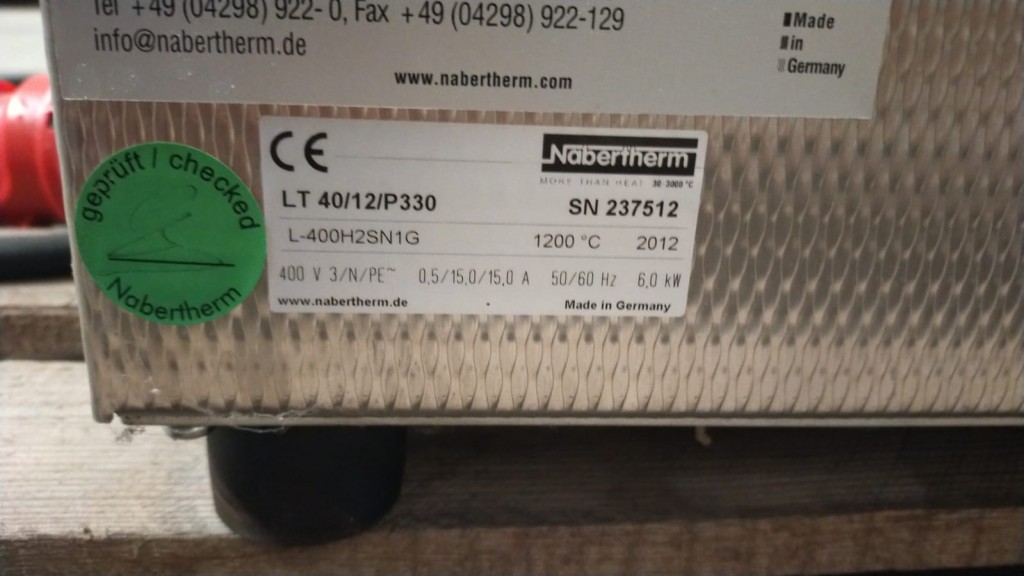 Tel +49 (04298) 922- 0, Fax +49 (04298) 922-129
info@nabertherm.de
www.nabertherm.com
Made
in
Germany
geprüft / checked
Nabertherm
CE
Nabertherm
MORE THAN HEAT 30-3000 °C
LT 40/12/P330
SN 237512
L-400H2SN1G
1200 °C
2012
400 V 3/N/PE~ 0,5/15,0/15,0 A 50/60 Hz 6,0 kW
www.nabertherm.de
Made in Germany